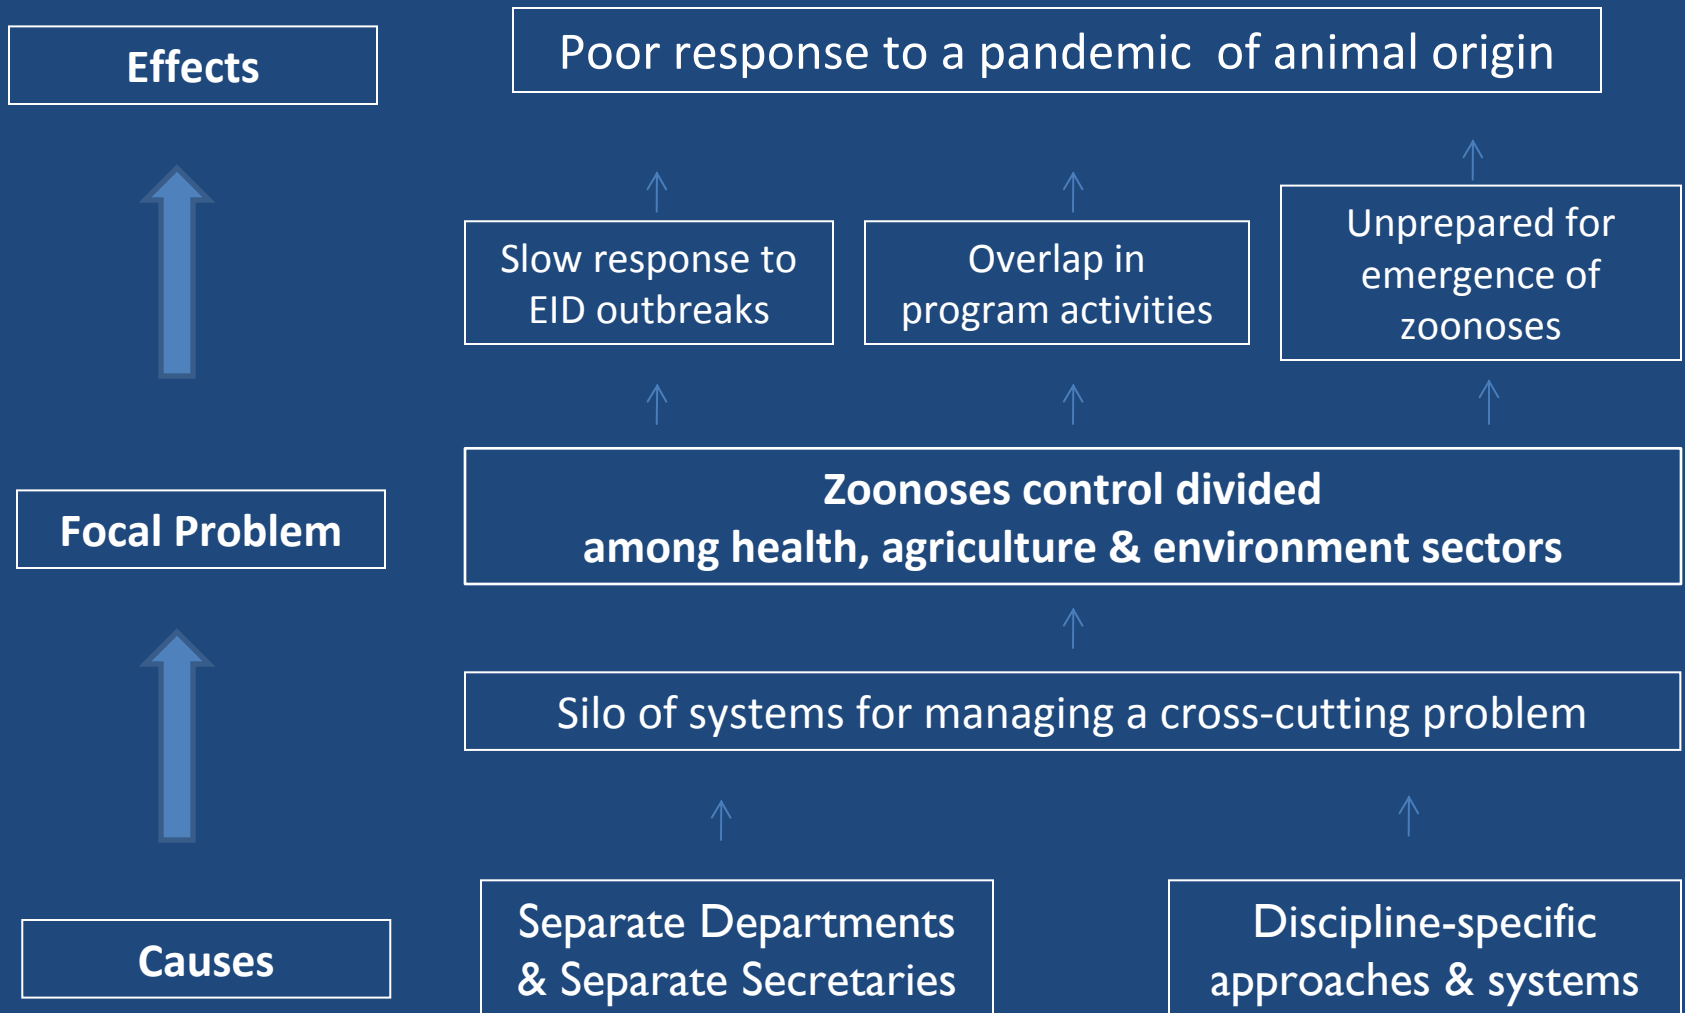 Effects
Poor response to a pandemic  of animal origin
Slow response to
EID outbreaks
Overlap in
program activities
Unprepared for
emergence of
zoonoses
Focal Problem
Zoonoses control divided
among health, agriculture & environment sectors
Silo of systems for managing a cross-cutting problem
Causes
Separate Departments
& Separate Secretaries
Discipline-specific
approaches & systems